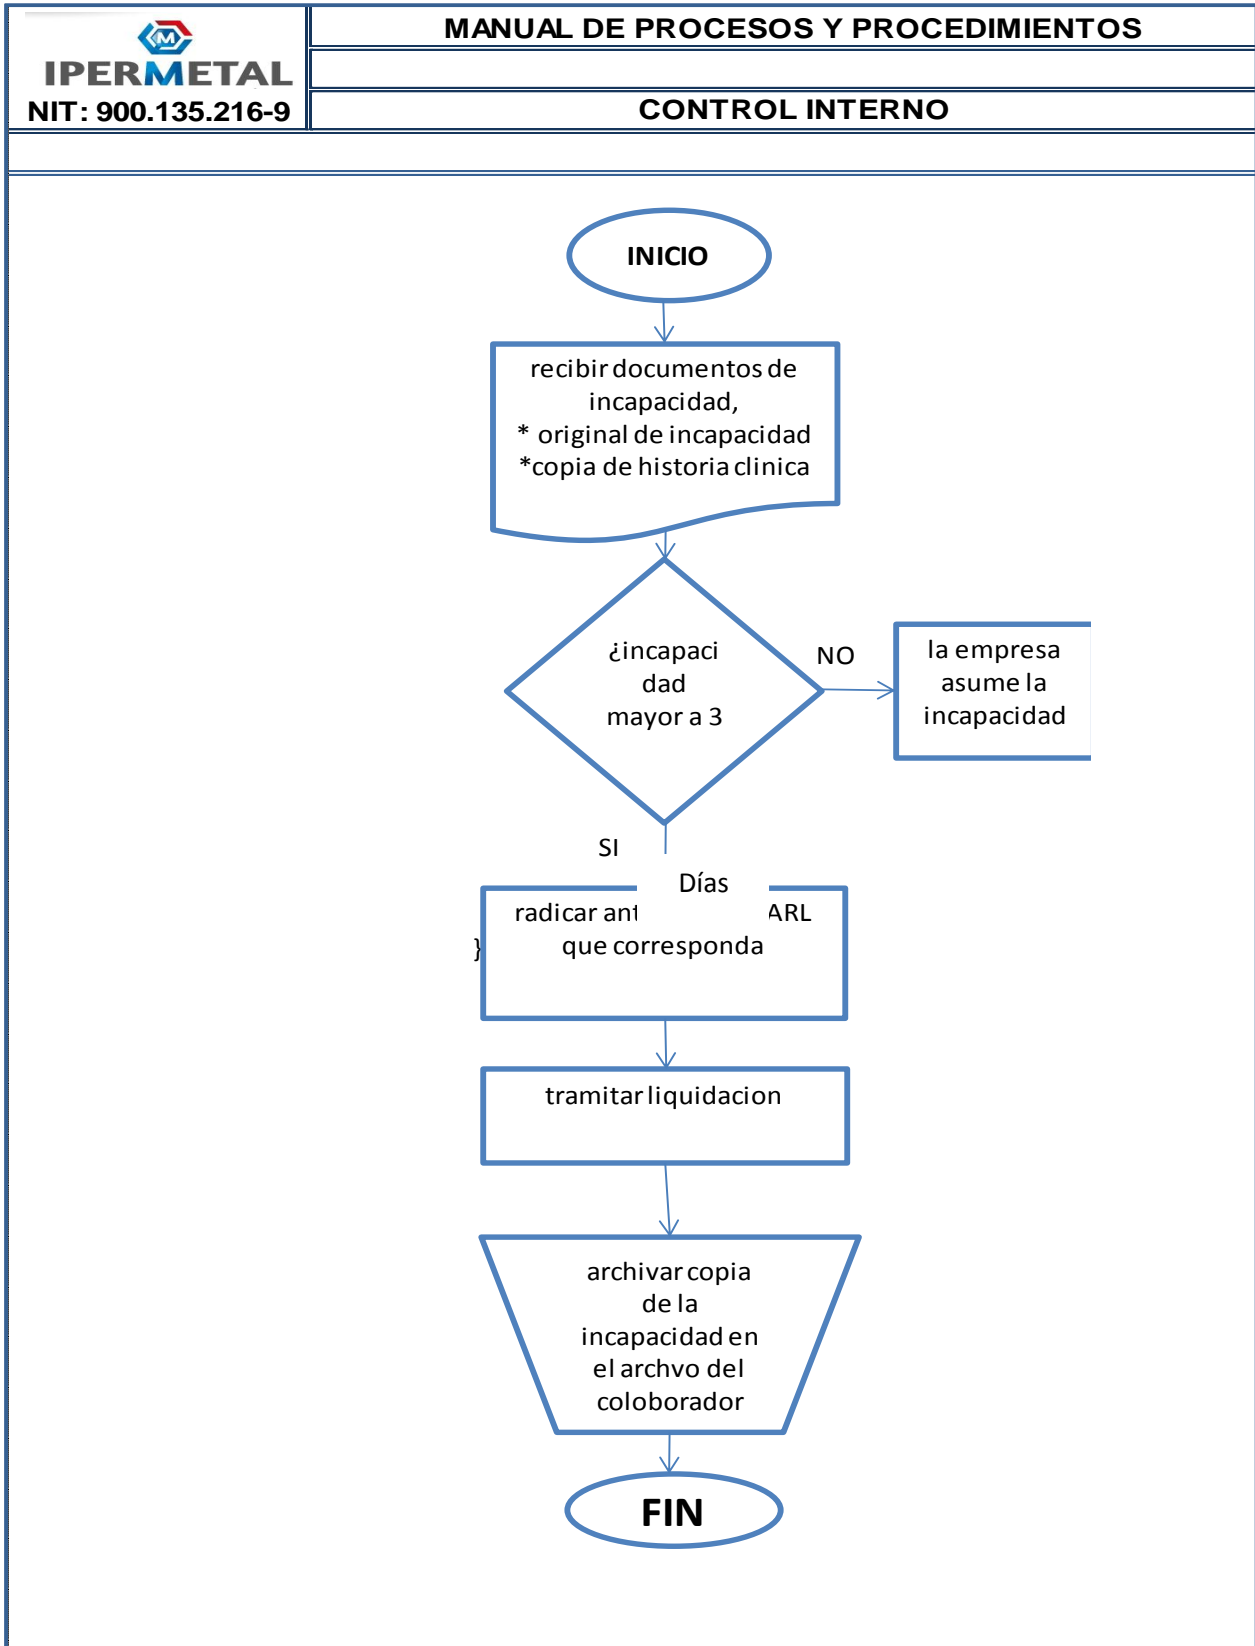 MANUAL DE PROCESOS Y PROCEDIMIENTOS
IPERMETAL
NIT: 900.135.216-9
CONTROL INTERNO
INICIO
recibir documentos de
incapacidad,
* original de incapacidad
*copia de historia clinica
¿incapaci
dad
mayor a 3
NO
la empresa
asume la
incapacidad
SI
Días
radicar ant ARL
} que corresponda
tramitar liquidacion
archivar copia
de la
incapacidad en
el archvo del
coloborador
FIN